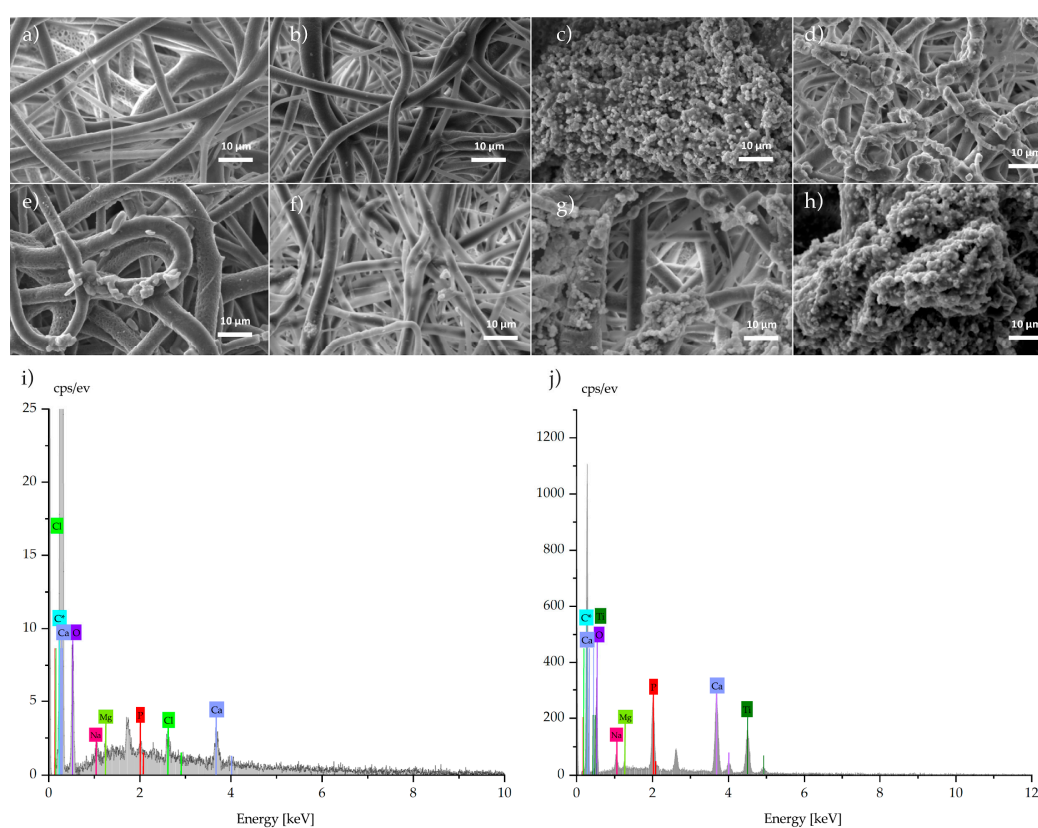 a) b) c) d)
10 µm 10 µm 10 µm 10 µm
e) f) g) h)
10 µm 10 µm 10 µm 10 µm
i) j)
cps/ev cps/ev
25
20
15
10
5
0
Cl
C*
Ca O
Na Mg P Cl Ca
0 2 4 6 8 10
Energy [keV]
1200
1000
800
600
400
200
0
C* Ti
Ca O
Na Mg P Ca Ti
0 2 4 6 8 10 12
Energy [keV]